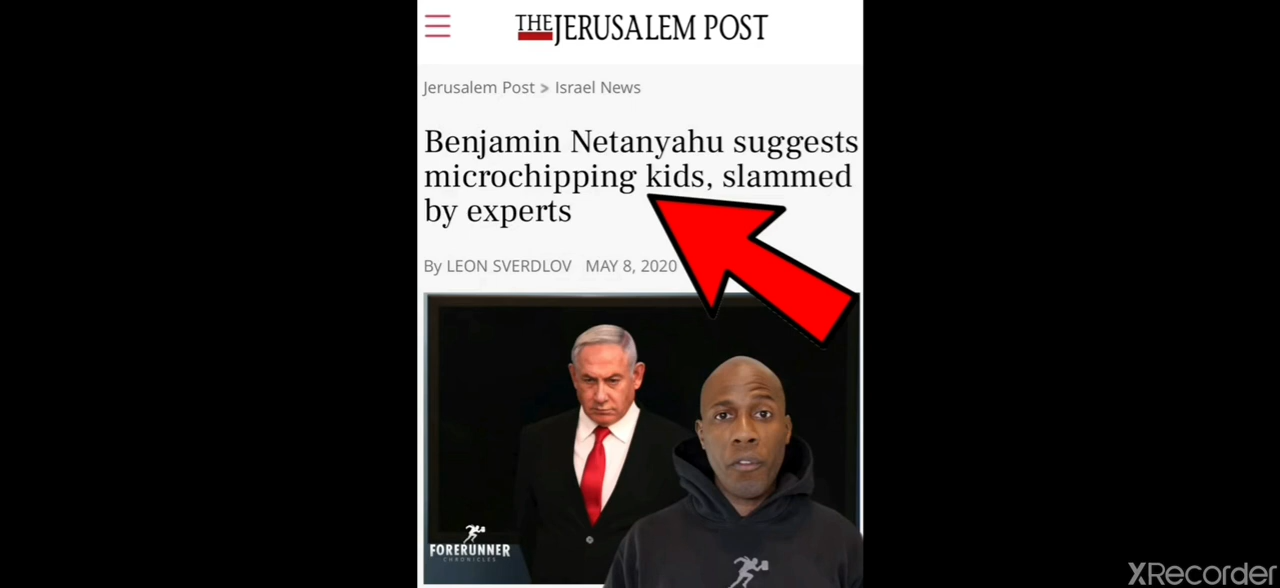 THE JERUSALEM POST
Jerusalem Post > Israel News
Benjamin Netanyahu suggests
microchipping kids, slammed
by experts
By LEON SVERDLOV MAY 8, 2020
FORERUNNER
CHRONICLES
XRecorder